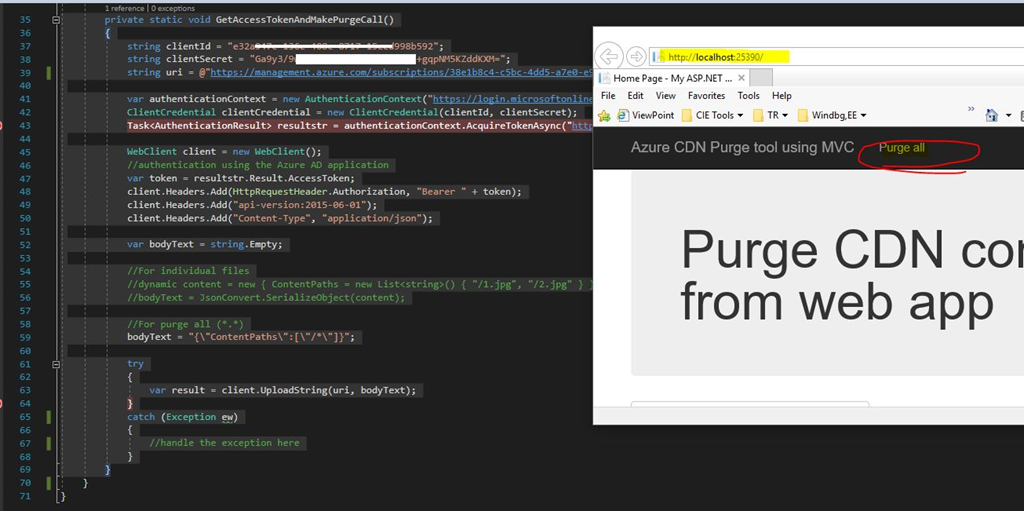 1 reference | 0 exceptions
35 private static void GetAccessTokenAndMakePurgeCall()
36 {
37 string clientId = "e32a 998b592";
38 string clientSecret = "Ga9y3/9 +gqpNM5KZddKXM=";
39 string uri = @"https://management.azure.com/subscriptions/38e1b8c4-c5bc-4dd5-a7e0-e9
40
41 var authenticationContext = new AuthenticationContext("https://login.microsoftonline
42 ClientCredential clientCredential = new ClientCredential(clientId, clientSecret);
43 Task<AuthenticationResult> resultstr = authenticationContext.AcquireTokenAsync("htt
44
45 WebClient client = new WebClient();
46 //authentication using the Azure AD application
47 var token = resultstr.Result.AccessToken;
48 client.Headers.Add(HttpRequestHeader.Authorization, "Bearer " + token);
49 client.Headers.Add("api-version:2015-06-01");
50 client.Headers.Add("Content-Type", "application/json");
51
52 var bodyText = string.Empty;
53
54 //For individual files
55 //dynamic content = new { ContentPaths = new List<string>() { "/1.jpg", "/2.jpg" } }
56 //bodyText = JsonConvert.SerializeObject(content);
57
58 //For purge all (*.*)
59 bodyText = "{\"ContentPaths\":[\"/*\"]}";
60
61 try
62 {
63 var result = client.UploadString(uri, bodyText);
64 }
65 catch (Exception ew)
66 {
67 //handle the exception here
68 }
69 }
70 }
71 }
http://localhost:25390/
Home Page - My ASP.NET ... ×
File Edit View Favorites Tools Help
ViewPoint CIE Tools TR Windbg,EE »
Azure CDN Purge tool using MVC Purge all
Purge CDN con
from web app